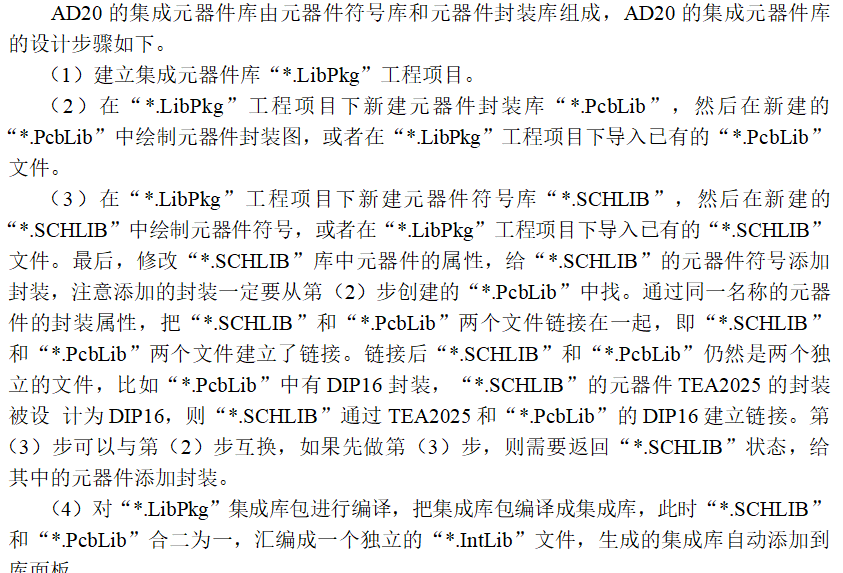 AD20 的集成元器件库由元器件符号库和元器件封装库组成，AD20 的集成元器件库
的设计步骤如下。
（1）建立集成元器件库“*.LibPkg”工程项目。
（2）在“*.LibPkg”工程项目下新建元器件封装库“*.PcbLib”，然后在新建的
“*.PcbLib”中绘制元器件封装图，或者在“*.LibPkg”工程项目下导入已有的“*.PcbLib”
文件。
（3）在“*.LibPkg”工程项目下新建元器件符号库“*.SCHLIB”，然后在新建的
“*.SCHLIB”中绘制元器件符号，或者在“*.LibPkg”工程项目下导入已有的“*.SCHLIB”
文件。最后，修改“*.SCHLIB”库中元器件的属性，给“*.SCHLIB”的元器件符号添加
封装，注意添加的封装一定要从第（2）步创建的“*.PcbLib”中找。通过同一名称的元器
件的封装属性，把“*.SCHLIB”和“*.PcbLib”两个文件链接在一起，即“*.SCHLIB”
和“*.PcbLib”两个文件建立了链接。链接后“*.SCHLIB”和“*.PcbLib”仍然是两个独
立的文件，比如“*.PcbLib”中有 DIP16 封装， “*.SCHLIB”的元器件 TEA2025 的封装
被设 计为 DIP16，则“*.SCHLIB”通过 TEA2025 和“*.PcbLib”的 DIP16 建立链接。第
（3）步可以与第（2）步互换，如果先做第（3）步，则需要返回“*.SCHLIB”状态，给
其中的元器件添加封装。
（4）对“*.LibPkg”集成库包进行编译，把集成库包编译成集成库，此时“*.SCHLIB”
和“*.PcbLib”合二为一，汇编成一个独立的“*.IntLib”文件，生成的集成库自动添加到
库面板